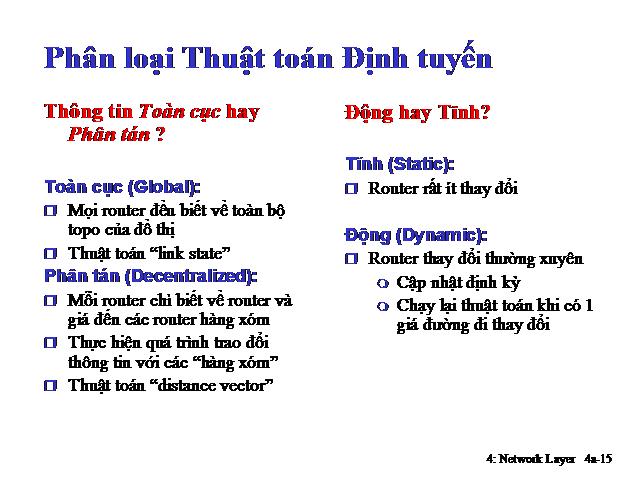 Phân loại Thuật toán Định tuyến
Thông tin Toàn cục hay
Phân tán ?
Toàn cục (Global):
Mọi router đều biết về toàn bộ
topo của đồ thị
Thuật toán “link state”
Phân tán (Decentralized):
Mỗi router chỉ biết về router và
giá đến các router hàng xóm
Thực hiện quá trình trao đổi
thông tin với các “hàng xóm”
Thuật toán “distance vector”
Động hay Tĩnh?
Tĩnh (Static):
Router rất ít thay đổi
Động (Dynamic):
Router thay đổi thường xuyên
Cập nhật định kỳ
Chạy lại thuật toán khi có 1
giá đường đi thay đổi
4: Network Layer 4a-15